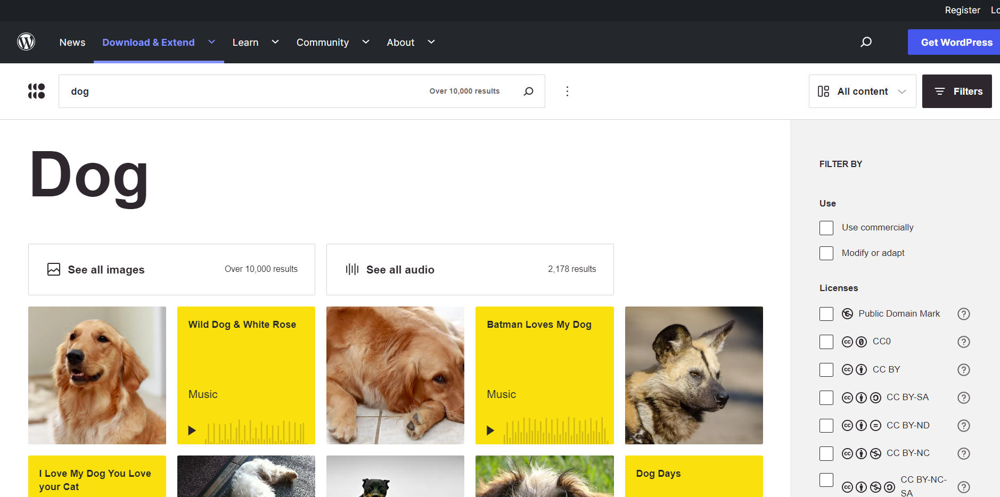 Register
News
Download & Extend
Learn
Community
About
Get WordPress
dog
Over 10,000 results
All content
Filters
Dog
See all images
Over 10,000 results
See all audio
2,178 results
Wild Dog & White Rose
Music
Batman Loves My Dog
Music
I Love My Dog You Love
your Cat
Dog Days
FILTER BY
Use
Use commercially
Modify or adapt
Licenses
Public Domain Mark
CC0
CC BY
CC BY-SA
CC BY-ND
CC BY-NC
CC BY-NC-
SA